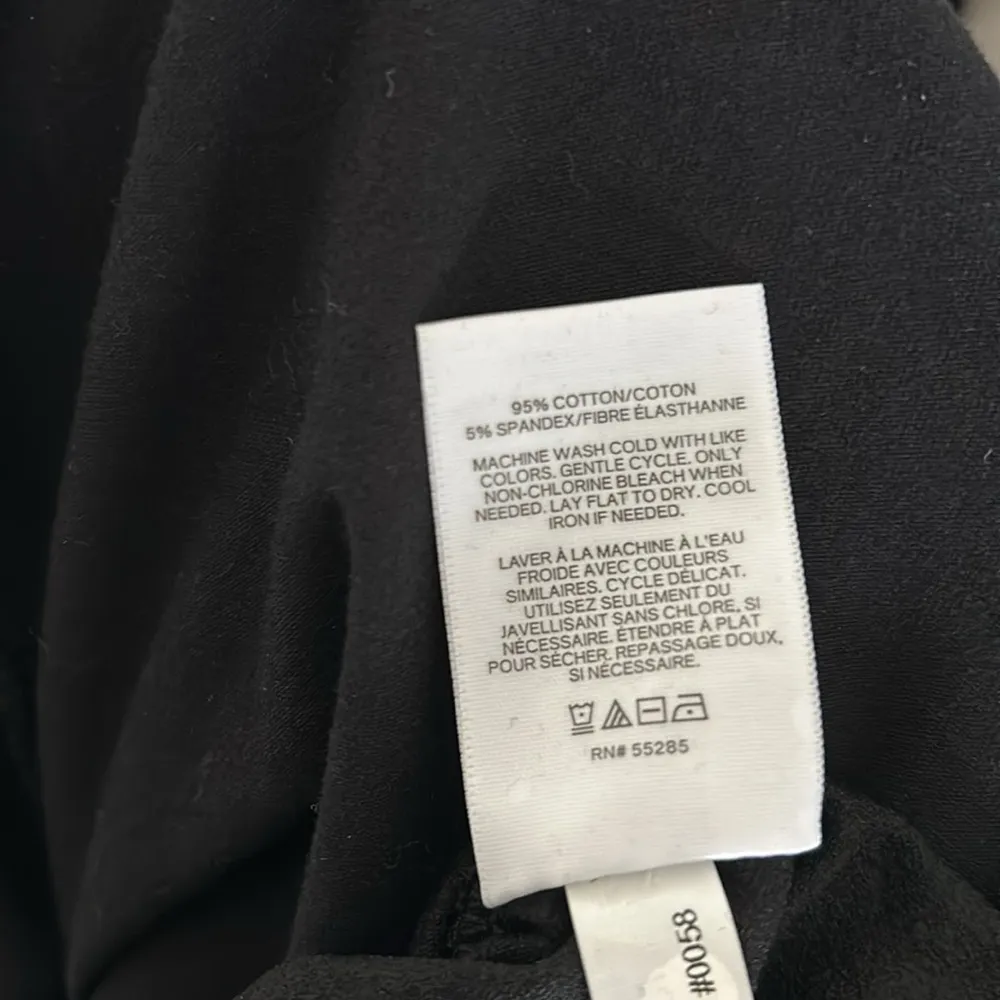 95% COTTON/COTON
5% SPANDEX/FIBRE ÉLASTHANNE
MACHINE WASH COLD WITH LIKE
COLORS. GENTLE CYCLE. ONLY
NON-CHLORINE BLEACH WHEN
NEEDED. LAY FLAT TO DRY. COOL
IRON IF NEEDED.
LAVER À LA MACHINE À L'EAU
FROIDE AVEC COULEURS
SIMILAIRES. CYCLE DÉLICAT.
UTILISEZ SEULEMENT DU
JAVELLISANT SANS CHLORE, SI
NÉCESSAIRE. ÉTENDRE À PLAT
POUR SÉCHER. REPASSAGE DOUX,
SI NÉCESSAIRE.
RN# 55285
#0058